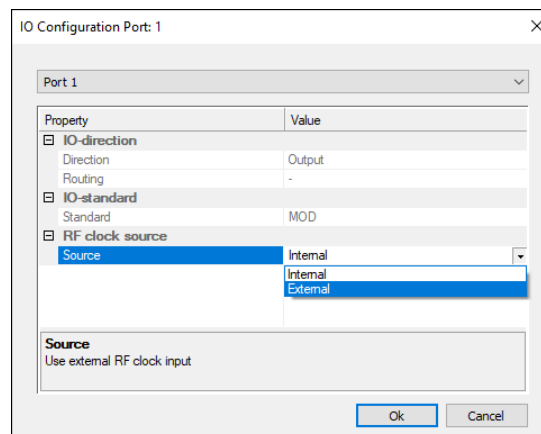 IO Configuration Port: 1
Port 1
Property Value
IO-direction
Direction Output
Routing -
IO-standard
Standard MOD
RF clock source
Source Internal
Internal
External
Source
Use external RF clock input
Ok Cancel